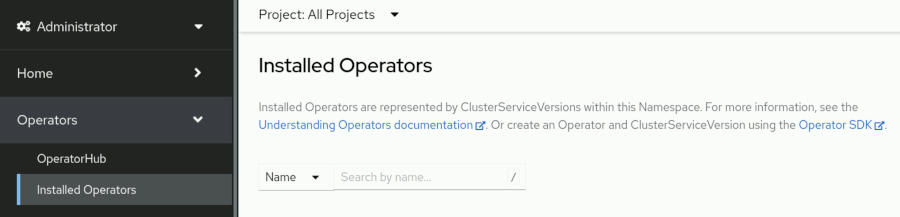 Administrator
Project: All Projects
Home
Installed Operators
Installed Operators are represented by ClusterServiceVersions within this Namespace. For more information, see the
Understanding Operators documentation. Or create an Operator and ClusterServiceVersion using the Operator SDK.
Operators
OperatorHub
Installed Operators
Name
Search by name...
/